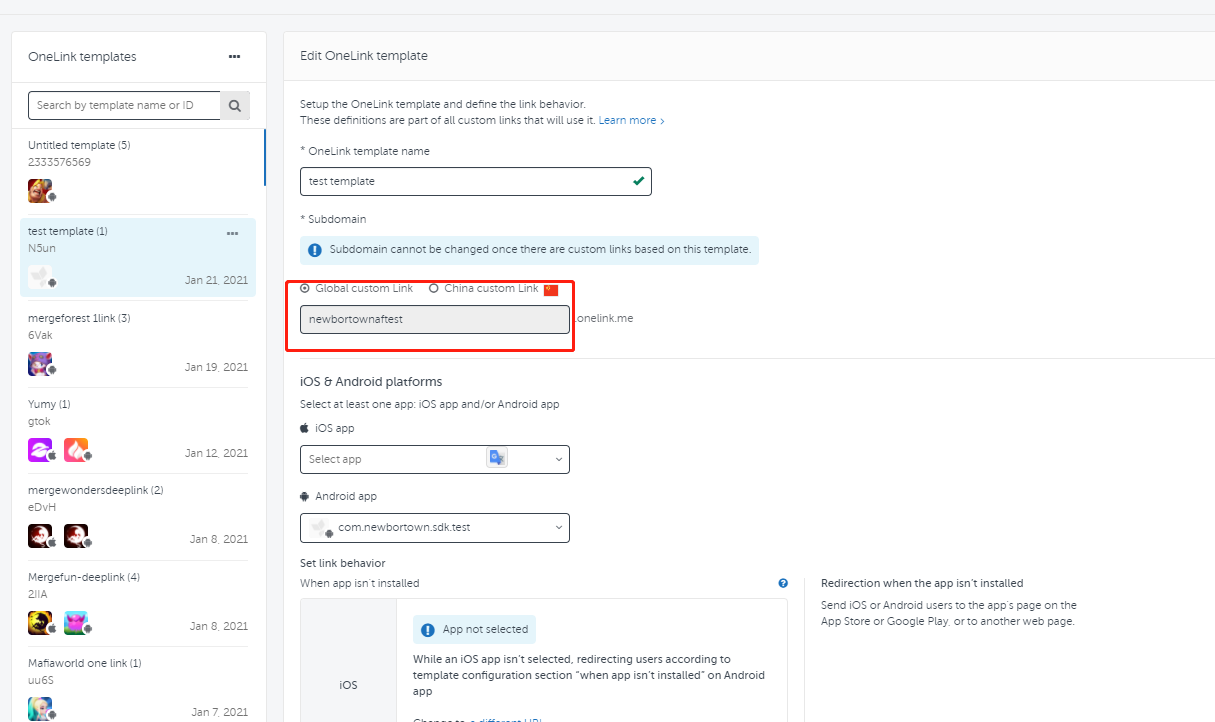 OneLink templates
Search by template name or ID
Untitled template (5)
2333576569
test template (1)
N5un
Jan 21, 2021
mergeforest 1link (3)
6Vak
Jan 19, 2021
Yumy (1)
gtok
Jan 12, 2021
mergewondersdeeplink (2)
eDvH
Jan 8, 2021
Mergefun-deeplink (4)
2IIA
Jan 8, 2021
Mafiaworld one link (1)
uu6S
Jan 7, 2021
Edit OneLink template
Setup the OneLink template and define the link behavior.
These definitions are part of all custom links that will use it. Learn more >
* OneLink template name
test template
* Subdomain
Subdomain cannot be changed once there are custom links based on this template.
Global custom Link China custom Link
newbortownaftest .onelink.me
iOS & Android platforms
Select at least one app: iOS app and/or Android app
iOS app
Select app
Android app
com.newbortown.sdk.test
Set link behavior
When app isn't installed
iOS
App not selected
While an iOS app isn't selected, redirecting users according to
template configuration section "when app isn't installed" on Android
app
Change to a different URL
Redirection when the app isn't installed
Send iOS or Android users to the app's page on the
App Store or Google Play, or to another web page.